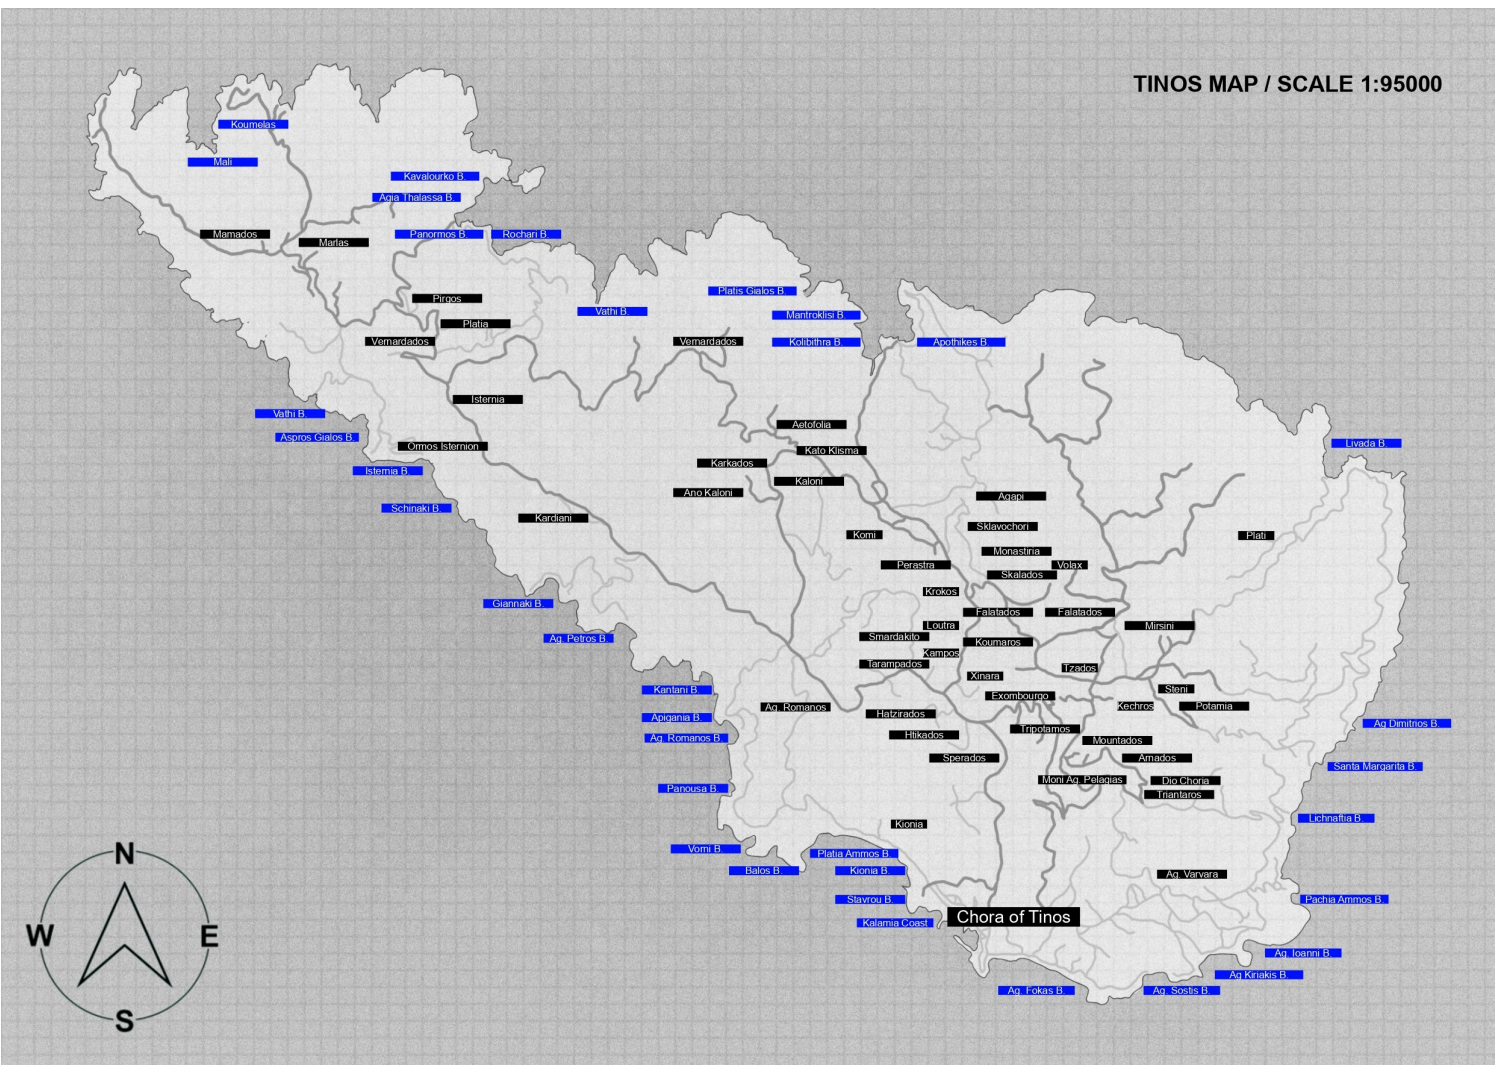 TINOS MAP / SCALE 1:95000
Koumelas
Mali
Kavalourko B.
Agia Thalassa B.
Mamados
Marlas
Panormos B.
Rochari B.
Pirgos
Platia
Vernardados
Vathi B.
Platis Gialos B.
Mantroklisi B.
Vernardados
Kolibithra B.
Apothikes B.
Isternia
Vathi B.
Aspros Gialos B.
Ormos Isternion
Isternia B.
Schinaki B.
Aetofolia
Kato Klisma
Karkados
Kaloni
Ano Kaloni
Kardiani
Livada B.
Agapi
Sklavochori
Komi
Plati
Monastiria
Perastra
Volax
Skalados
Krokos
Giannaki B.
Falatados
Falatados
Loutra
Mirsini
Smardakito
Ag. Petros B.
Koumaros
Kampos
Tarampados
Tzados
Xinara
Kantani B.
Steni
Exombourgo
Ag. Romanos
Kechros
Potamia
Hatzirados
Apigania B.
Ag Dimitrios B.
Tripotamos
Htikados
Ag. Romanos B.
Mountados
Sperados
Amados
Santa Margarita B.
Moni Ag. Pelagias
Dio Choria
Panousa B.
Triantaros
Lichnaftia B.
Kionia
Vorni B.
Platia Ammos B.
Balos B.
Kionia B.
Ag. Varvara
Stavrou B.
Pachia Ammos B.
Chora of Tinos
Kalamia Coast
Ag. Ioanni B.
Ag Kiriakis B.
Ag. Fokas B.
Ag. Sostis B.
N
W
E
S